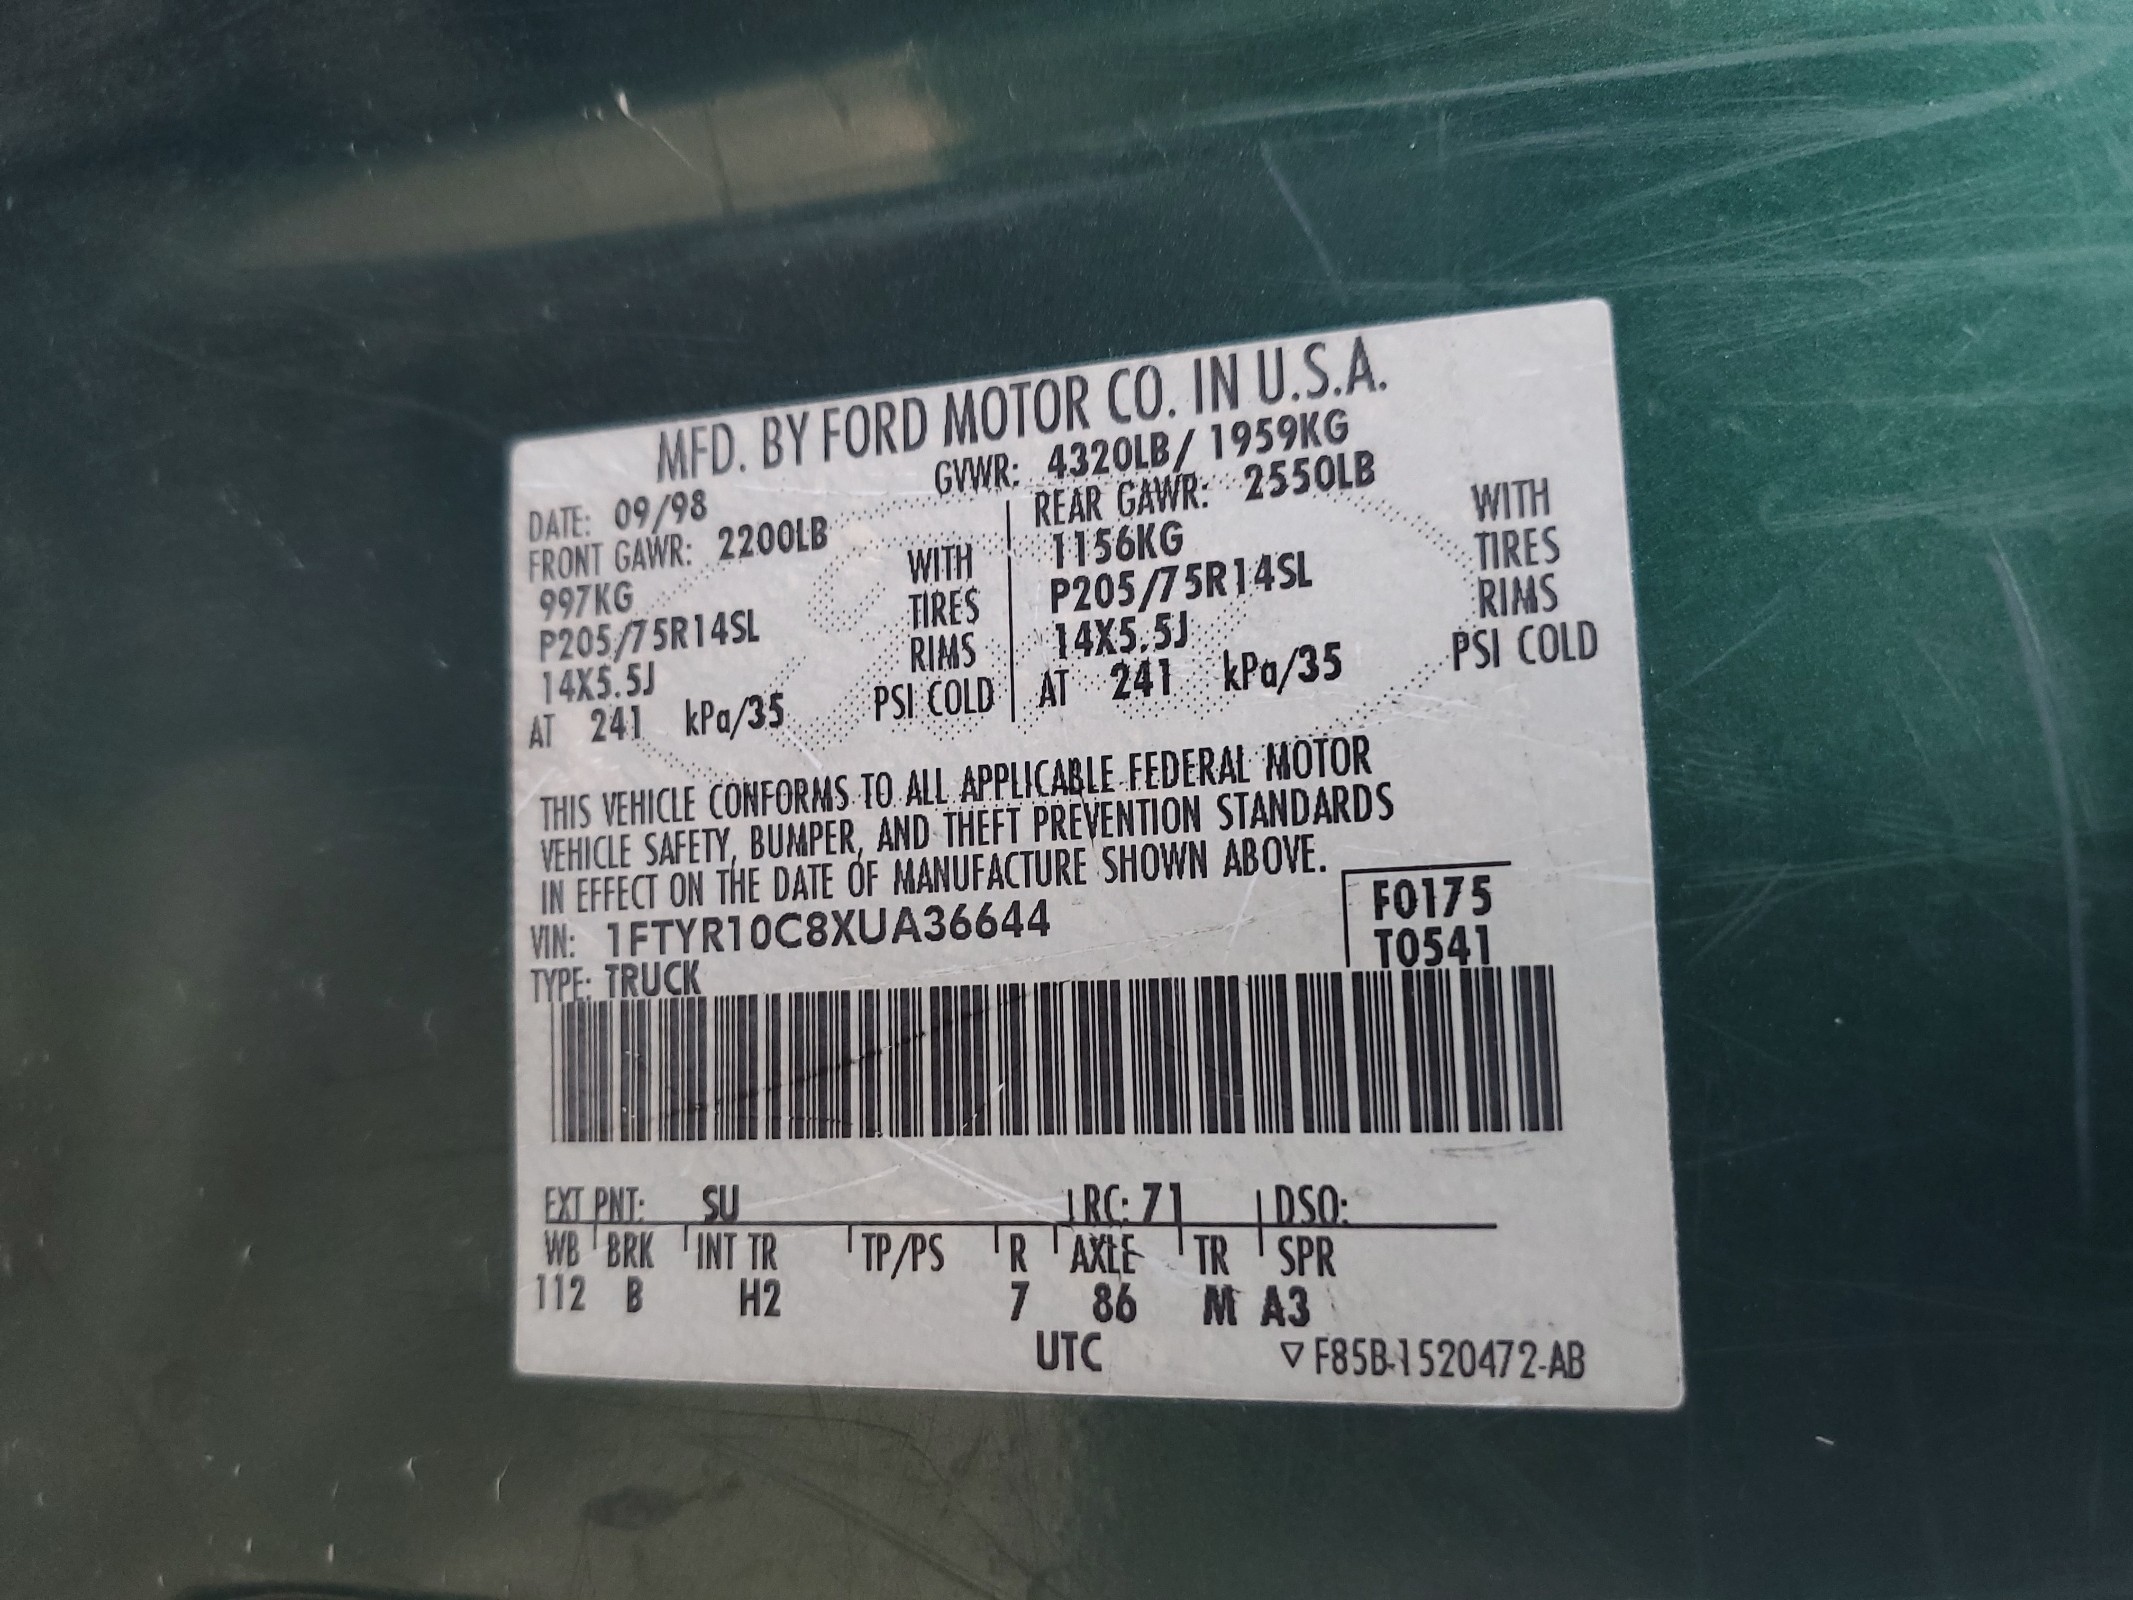 MFD. BY FORD MOTOR CO. IN U.S.A.
DATE: 09/98 GVWR: 4320LB/ 1959KG
FRONT GAWR: 2200LB REAR GAWR: 2550LB
997KG WITH 1156KG WITH
P205/75R14SL TIRES P205/75R14SL TIRES
14X5.5J RIMS 14X5.5J RIMS
AT 241 kPa/35 PSI COLD AT 241 kPa/35 PSI COLD
THIS VEHICLE CONFORMS TO ALL APPLICABLE FEDERAL MOTOR
VEHICLE SAFETY, BUMPER, AND THEFT PREVENTION STANDARDS
IN EFFECT ON THE DATE OF MANUFACTURE SHOWN ABOVE.
VIN: 1FTYR10C8XUA36644 F0175
TYPE: TRUCK T0541
EXT PNT: SU RC: 71 DSO:
WB BRK INT TR TP/PS R AXLE TR SPR
112 B H2 7 86 M A3
UTC ▽ F85B-1520472-AB